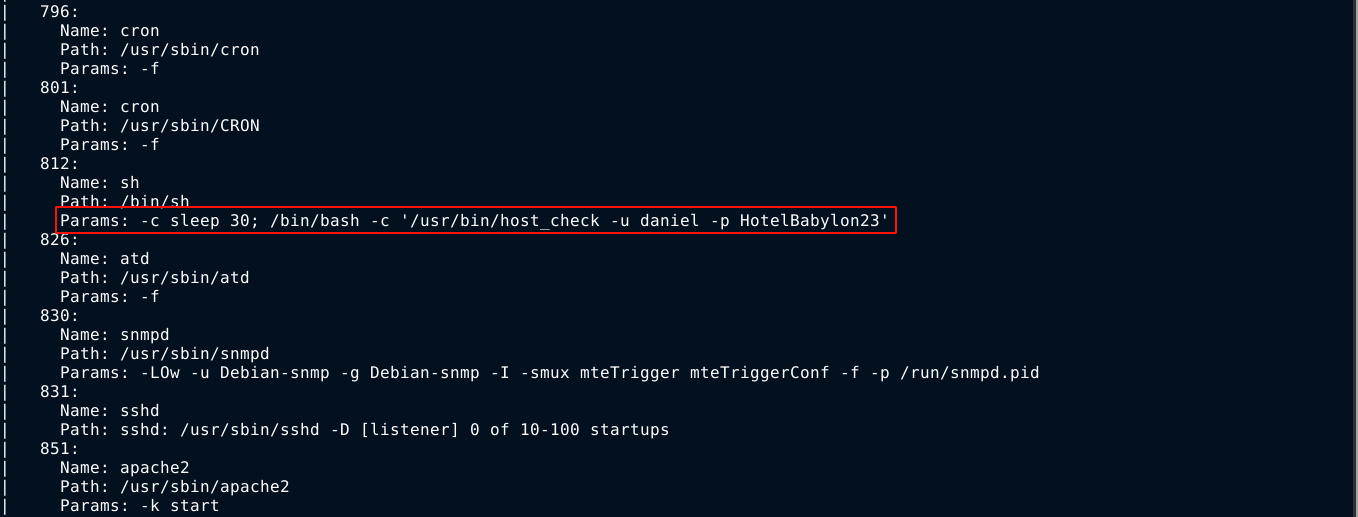 |   796:
|     Name: cron
|     Path: /usr/sbin/cron
|     Params: -f
|   801:
|     Name: cron
|     Path: /usr/sbin/CRON
|     Params: -f
|   812:
|     Name: sh
|     Path: /bin/sh
|     Params: -c sleep 30; /bin/bash -c '/usr/bin/host_check -u daniel -p HotelBabylon23'
|   826:
|     Name: atd
|     Path: /usr/sbin/atd
|     Params: -f
|   830:
|     Name: snmpd
|     Path: /usr/sbin/snmpd
|     Params: -LOw -u Debian-snmp -g Debian-snmp -I -smux mteTrigger mteTriggerConf -f -p /run/snmpd.pid
|   831:
|     Name: sshd
|     Path: sshd: /usr/sbin/sshd -D [listener] 0 of 10-100 startups
|   851:
|     Name: apache2
|     Path: /usr/sbin/apache2
|     Params: -k start